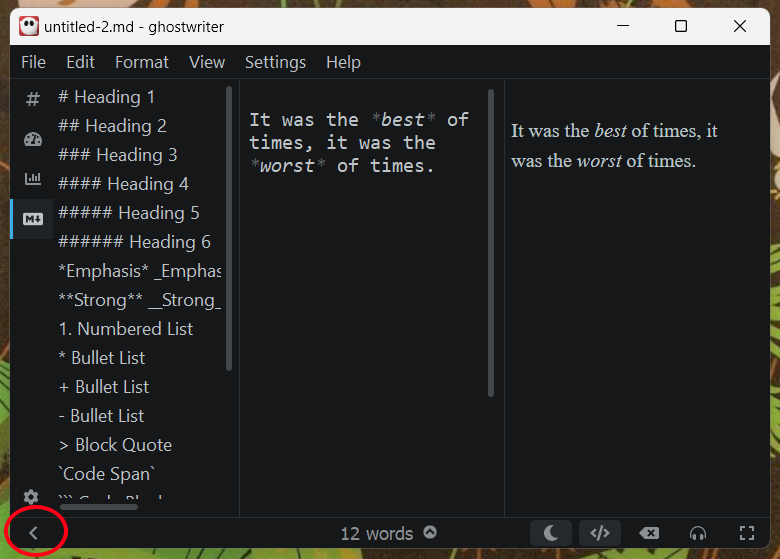 untitled-2.md - ghostwriter
File Edit Format View Settings Help
# Heading 1
## Heading 2
### Heading 3
#### Heading 4
##### Heading 5
###### Heading 6
*Emphasis* _Emphas
**Strong** __Strong_
1. Numbered List
* Bullet List
+ Bullet List
- Bullet List
> Block Quote
`Code Span`
It was the *best* of
times, it was the
*worst* of times.
It was the best of times, it
was the worst of times.
12 words